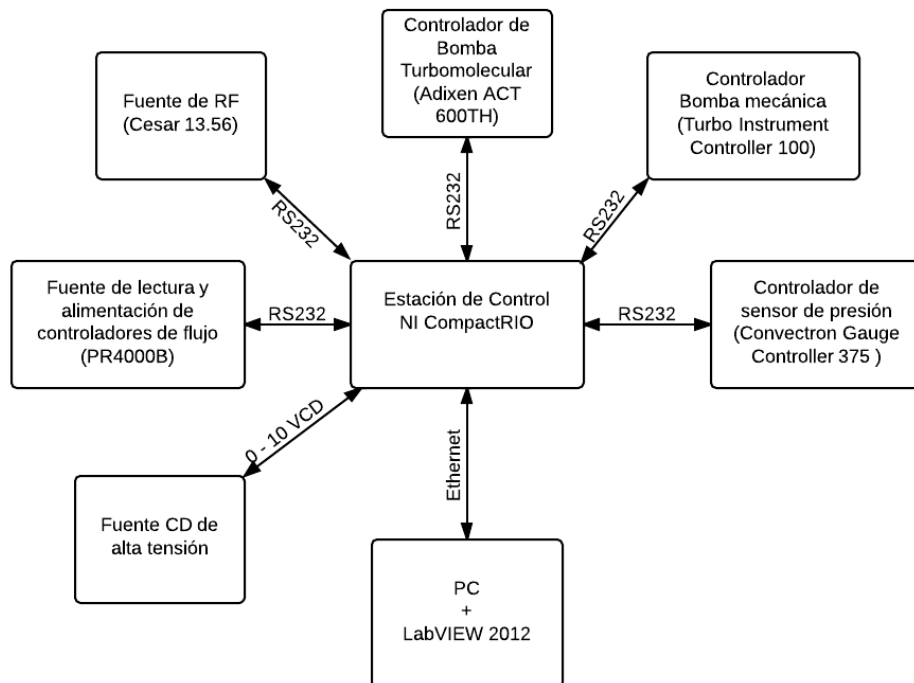 Controlador de
Bomba
Turbomolecular
(Adixen ACT
600TH)
Fuente de RF
(Cesar 13.56)
Controlador
Bomba mecánica
(Turbo Instrument
Controller 100)
RS232
RS232
RS232
Fuente de lectura y
alimentación de
controladores de flujo
(PR4000B)
RS232
Estación de Control
NI CompactRIO
RS232
Controlador de
sensor de presión
(Convectron Gauge
Controller 375 )
0 - 10 VCD
Ethernet
Fuente CD de
alta tensión
PC
+
LabVIEW 2012